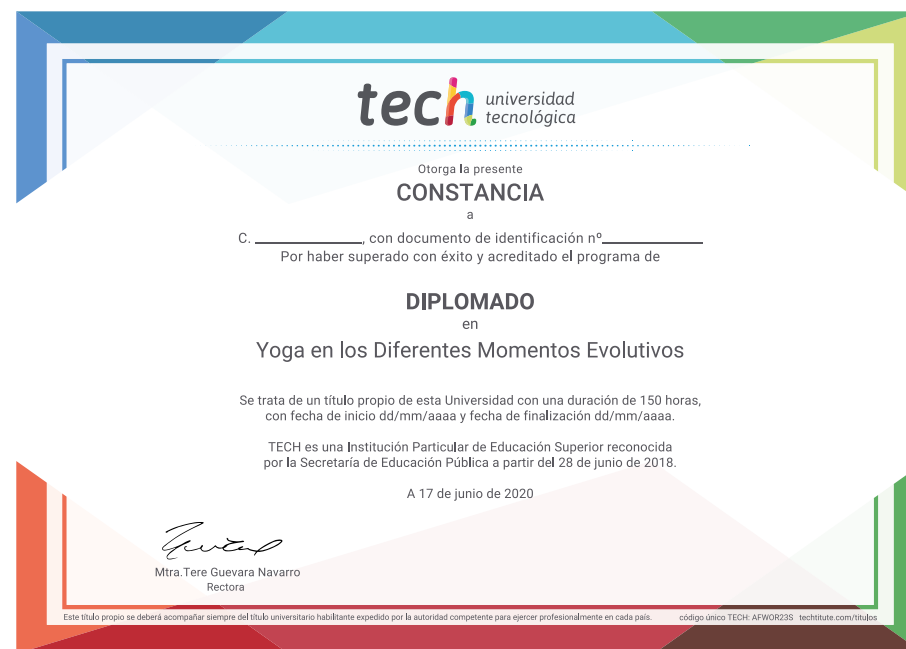 tech universidad
tecnológica
Otorga la presente
CONSTANCIA
a
C. ____________, con documento de identificación nº____________
Por haber superado con éxito y acreditado el programa de
DIPLOMADO
en
Yoga en los Diferentes Momentos Evolutivos
Se trata de un título propio de esta Universidad con una duración de 150 horas,
con fecha de inicio dd/mm/aaaa y fecha de finalización dd/mm/aaaa.
TECH es una Institución Particular de Educación Superior reconocida
por la Secretaría de Educación Pública a partir del 28 de junio de 2018.
A 17 de junio de 2020
Mtra.Tere Guevara Navarro
Rectora
Este título propio se deberá acompañar siempre del título universitario habilitante expedido por la autoridad competente para ejercer profesionalmente en cada país. código único TECH: AFWOR23S techtitute.com/titulos